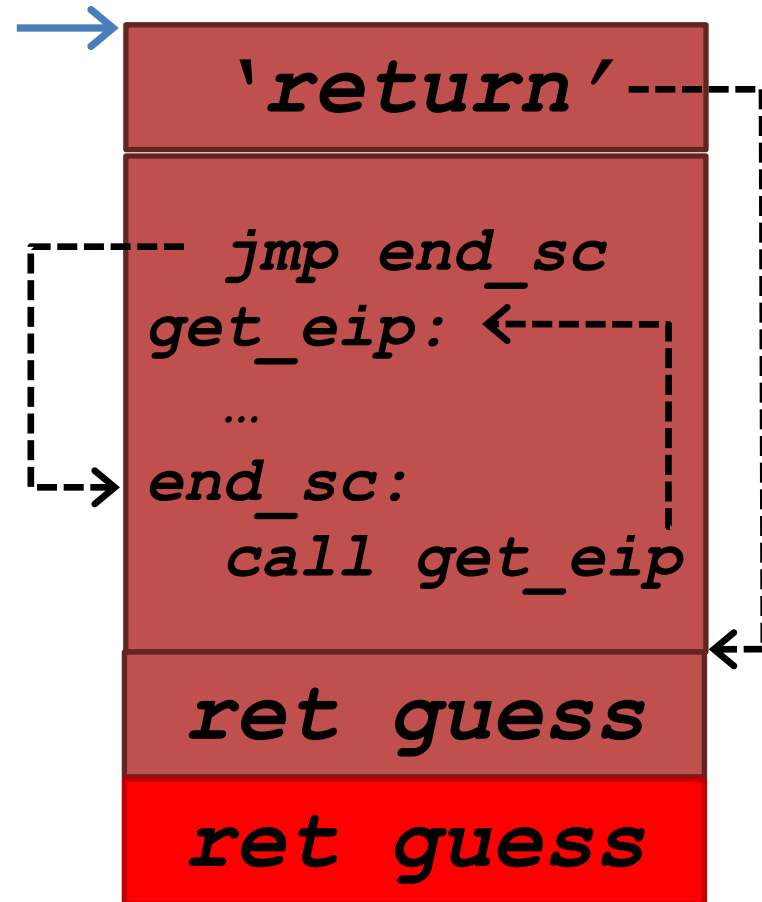 ‘return’
jmp end_sc
get_eip:
…
end_sc:
call get_eip
ret guess
ret guess